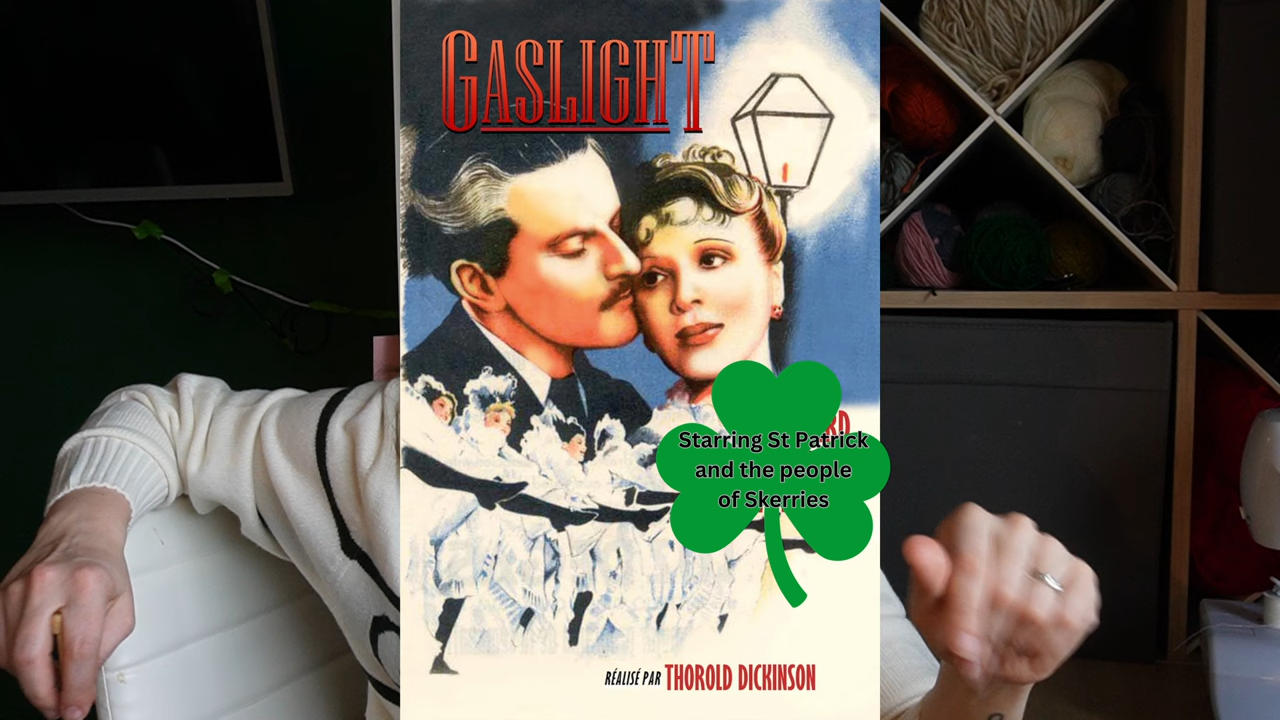 GASLIGHT
Starring St Patrick
and the people
of Skerries
RÉALISÉ PAR THOROLD DICKINSON